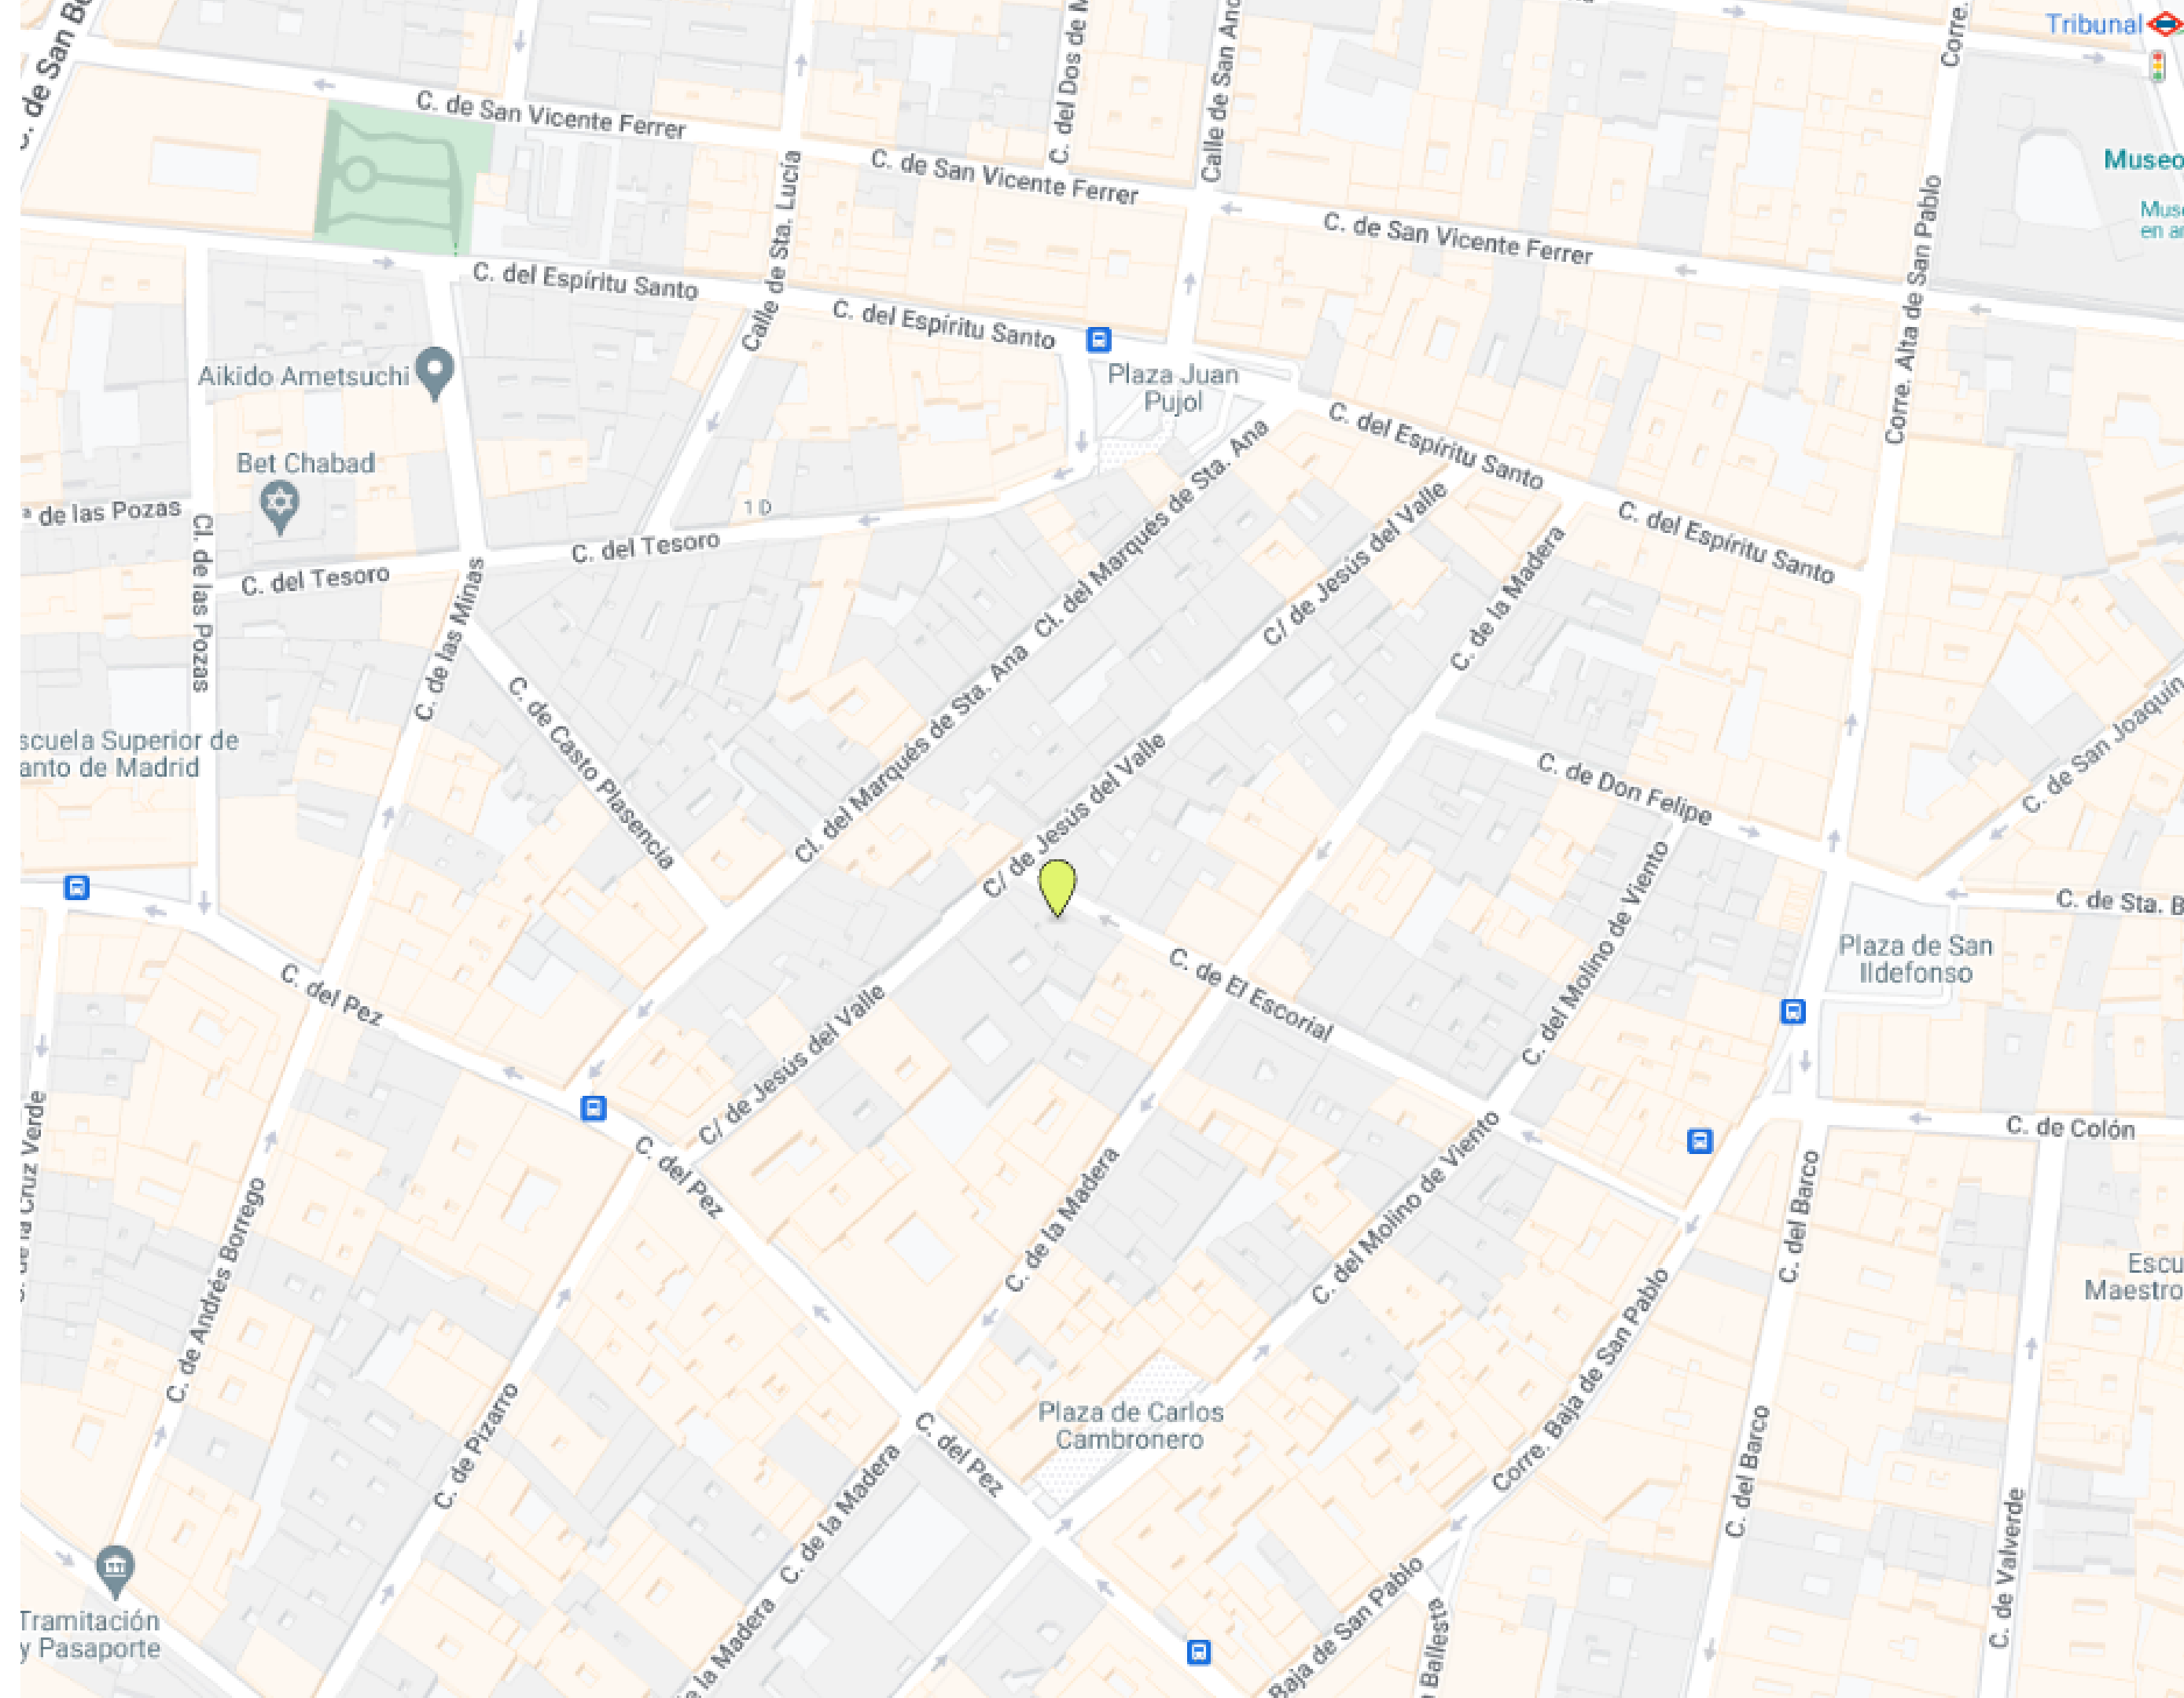 Tribunal
C. de San Vicente Ferrer
C. de San Vicente Ferrer
C. de San Vicente Ferrer
Museo
Calle de Sta. Lucía
Corre. Alta de San Pablo
C. del Espíritu Santo
C. del Espíritu Santo
Plaza Juan
Pujol
Aikido Ametsuchi
C. del Espíritu Santo
C. del Espíritu Santo
Bet Chabad
de las Pozas
1 D
C. del Tesoro
C. del Tesoro
Cl. de las Pozas
C. de las Minas
Cl. del Marqués de Sta. Ana
Cl. del Marqués de Sta. Ana
Cl. del Marqués de Sta. Ana
C/ de Jesús del Valle
C. de la Madera
C. de Casto Plasencia
C. de San Joaquín
scuela Superior de
anto de Madrid
C/ de Jesús del Valle
C. de Don Felipe
C. de Sta. B
C. del Molino de Viento
Plaza de San
Ildefonso
C. de El Escorial
C. del Pez
C/ de Jesús del Valle
C. de Colón
C. de la Cruz Verde
C. del Pez
C. de la Madera
C. del Molino de Viento
C. del Barco
C. de Andrés Borrego
Escu
Maestro
Corre. Baja de San Pablo
Plaza de Carlos
Cambronero
C. de Pizarro
C. del Pez
C. de la Madera
C. del Barco
C. de Valverde
Tramitación
y Pasaporte
la Madera
Baja de San Pablo
Ballesta